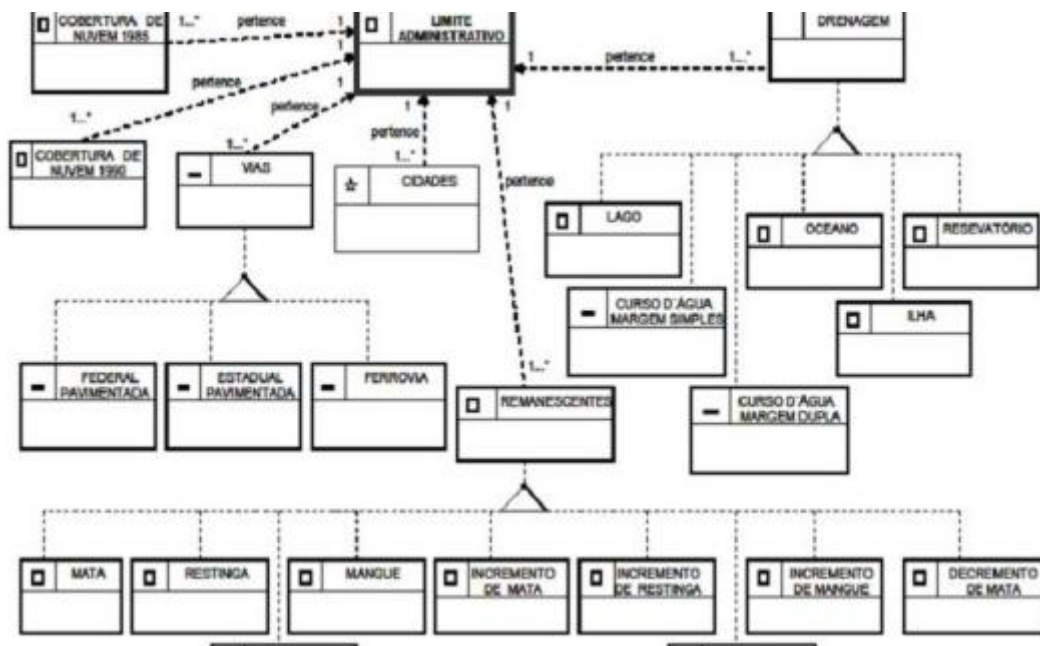 COBERTURA DE
NUVEM 1985
1...*
pertence
1
LIMITE
ADMINISTRATIVO
DRENAGEM
1
pertence
1...*
1
pertence
1...*
1
pertence
1...*
1
pertence
1...*
1
pertence
1...*
COBERTURA DE
NUVEM 1990
VIAS
CIDADES
LAGO
OCEANO
RESEVATÓRIO
CURSO D'ÁGUA
MARGEM SIMPLES
ILHA
FEDERAL
PAVIMENTADA
ESTADUAL
PAVIMENTADA
FERROVIA
REMANESCENTES
CURSO D'ÁGUA
MARGEM DUPLA
MATA
RESTINGA
MANGUE
INCREMENTO
DE MATA
INCREMENTO
DE RESTINGA
INCREMENTO
DE MANGUE
DECREMENTO
DE MATA